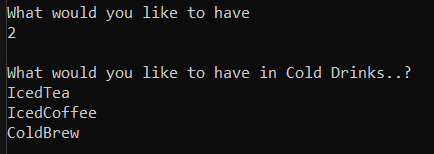 What would you like to have
2
What would you like to have in Cold Drinks..?
IcedTea
IcedCoffee
ColdBrew